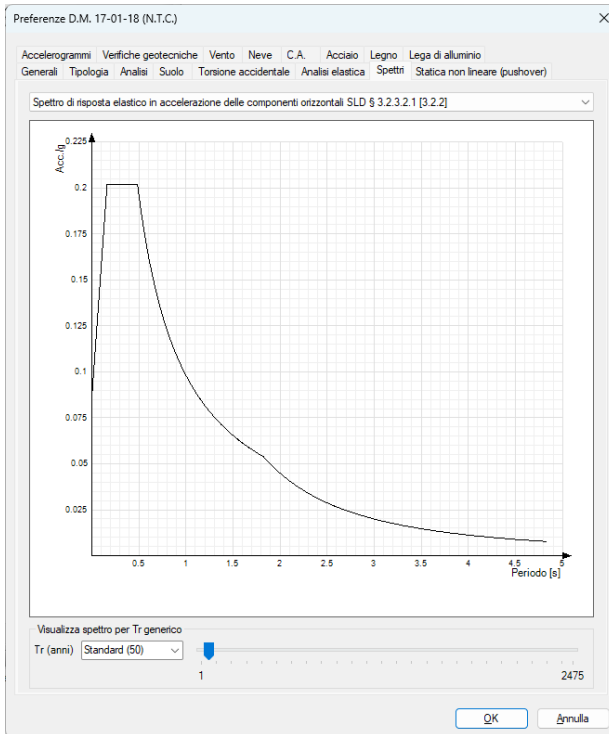 Preferenze D.M. 17-01-18 (N.T.C.)
Accelerogrammi Verifiche geotecniche Vento Neve C.A. Acciaio Legno Lega di alluminio
Generali Tipologia Analisi Suolo Torsione accidentale Analisi elastica Spettri Statica non lineare (pushover)
Spettro di risposta elastico in accelerazione delle componenti orizzontali SLD § 3.2.3.2.1 [3.2.2]
Acc./g
0.225
0.2
0.175
0.15
0.125
0.1
0.075
0.05
0.025
0.5 1 1.5 2 2.5 3 3.5 4 4.5 5
Periodo [s]
Visualizza spettro per Tr generico
Tr (anni) Standard (50)
1 2475
OK Annulla